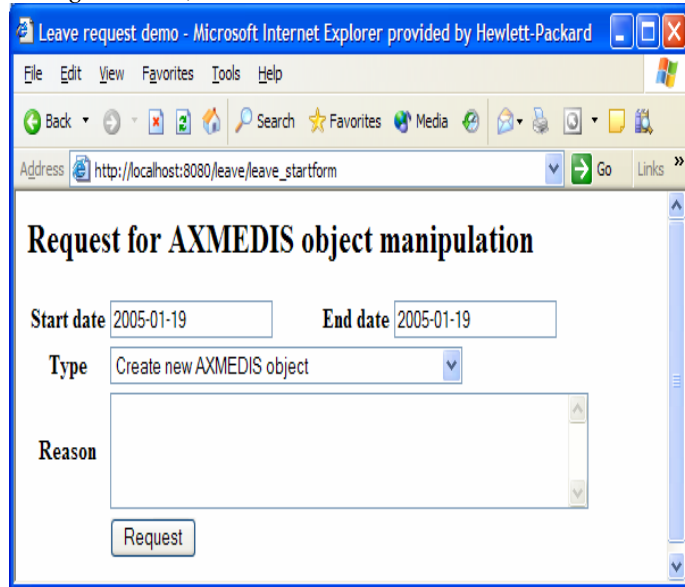 Leave request demo - Microsoft Internet Explorer provided by Hewlett-Packard
File Edit View Favorites Tools Help
Back Search Favorites Media
Address http://localhost:8080/leave/leave_startform Go Links »
Request for AXMEDIS object manipulation
Start date 2005-01-19 End date 2005-01-19
Type Create new AXMEDIS object
Reason
Request